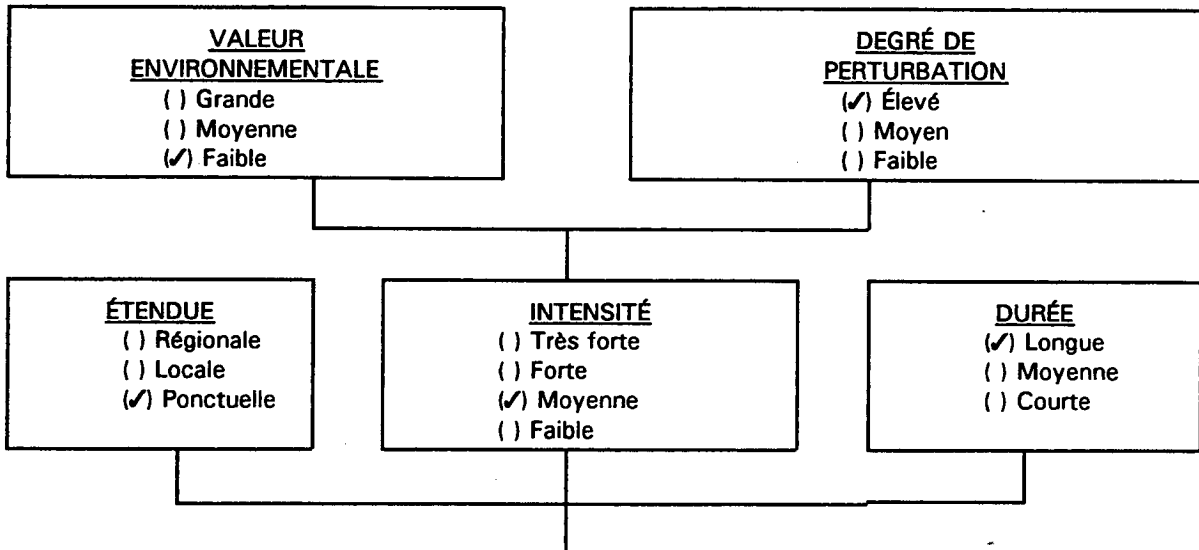 VALEUR
ENVIRONNEMENTALE
( ) Grande
( ) Moyenne
(✓) Faible
DEGRÉ DE
PERTURBATION
(✓) Élevé
( ) Moyen
( ) Faible
ÉTENDUE
( ) Régionale
( ) Locale
(✓) Ponctuelle
INTENSITÉ
( ) Très forte
( ) Forte
(✓) Moyenne
( ) Faible
DURÉE
(✓) Longue
( ) Moyenne
( ) Courte